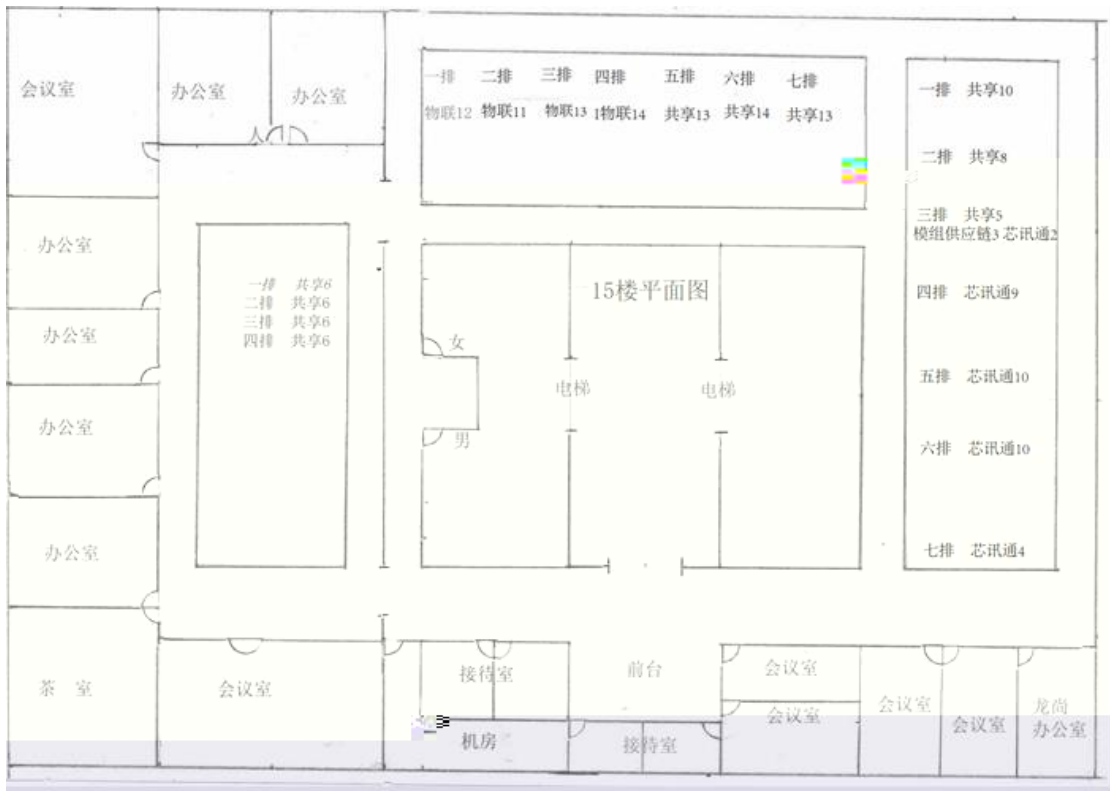 会议室
办公室
办公室
一排 二排 三排 四排 五排 六排 七排
物联12 物联11 物联13 1物联14 共享13 共享14 共享13
一排 共享10
二排 共享8
三排 共享5
模组供应链3 芯讯通2
四排 芯讯通9
五排 芯讯通10
六排 芯讯通10
七排 芯讯通4
办公室
办公室
办公室
办公室
茶 室
一排 共享6
二排 共享6
三排 共享6
四排 共享6
15楼平面图
女
男
电梯
电梯
会议室
接待室
机房
前台
接待室
会议室
会议室
会议室
会议室
龙尚
办公室